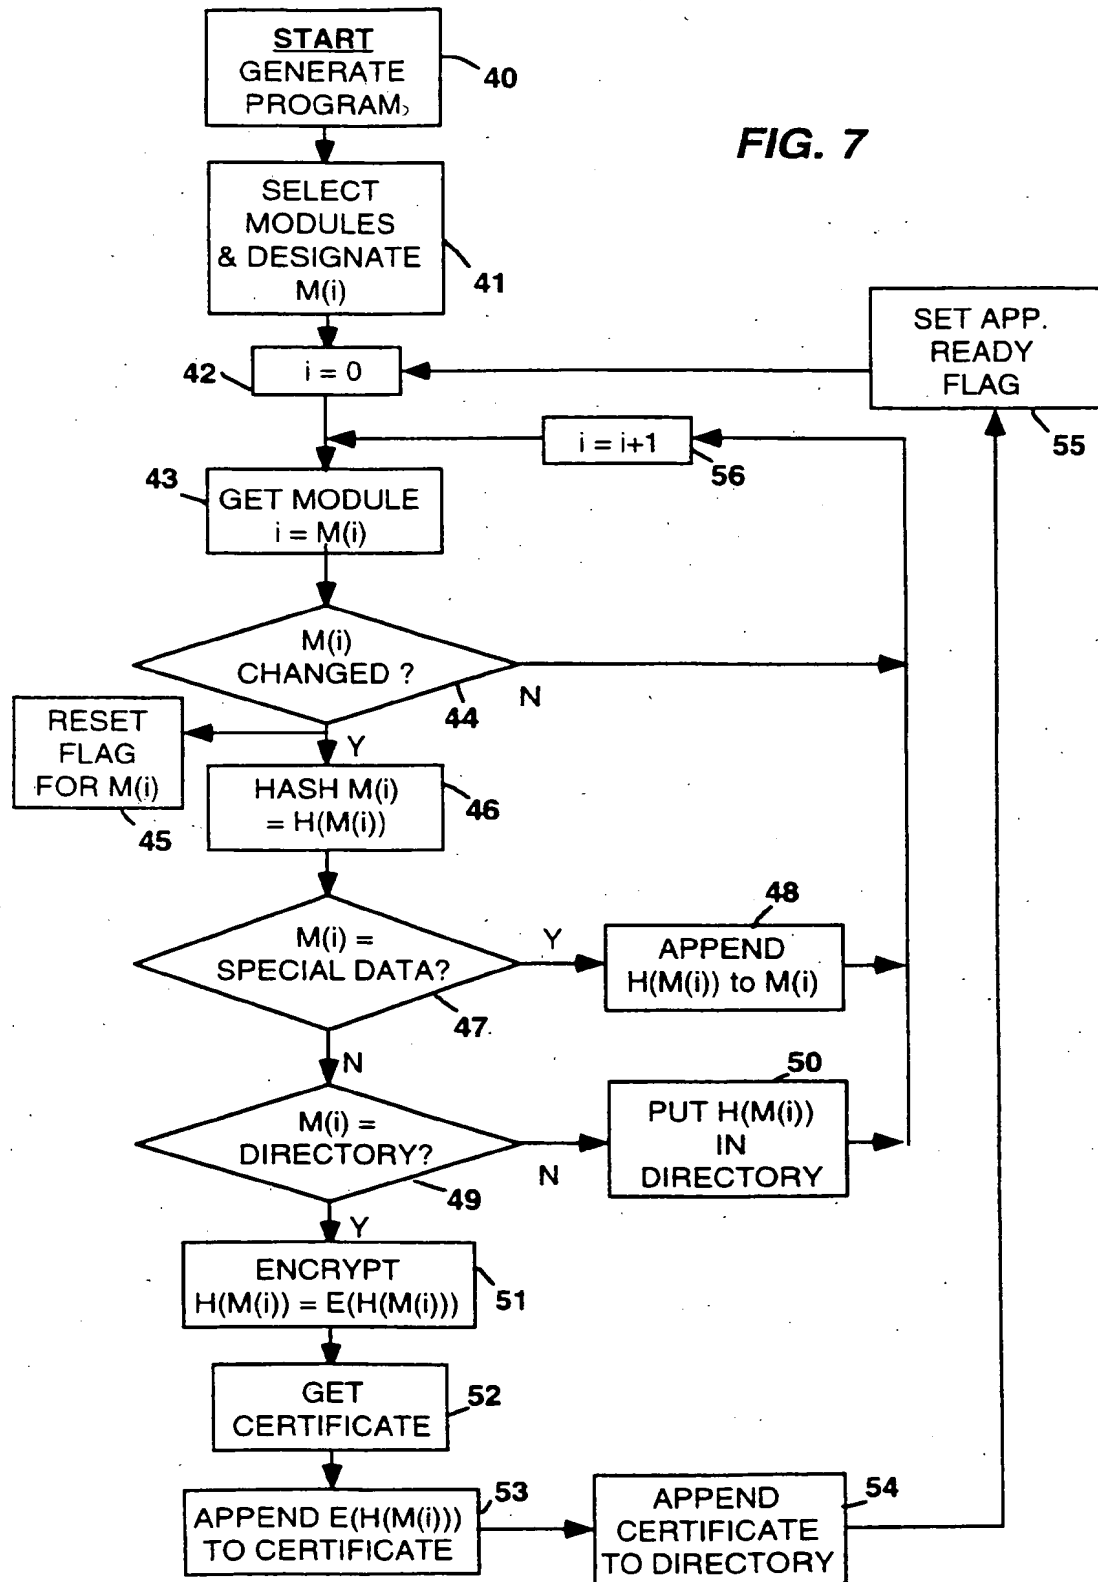 START
GENERATE
PROGRAM,
40
FIG. 7
SELECT
MODULES
& DESIGNATE
M(i)
41
SET APP.
READY
FLAG
55
i = 0
42
i = i+1
56
43
GET MODULE
i = M(i)
M(i)
CHANGED ?
44
N
RESET
FLAG
FOR M(i)
45
Y
HASH M(i)
= H(M(i))
46
M(i) =
SPECIAL DATA?
47
Y
48
APPEND
H(M(i)) to M(i)
N
M(i) =
DIRECTORY?
49
N
50
PUT H(M(i))
IN
DIRECTORY
Y
ENCRYPT
H(M(i)) = E(H(M(i)))
51
GET
CERTIFICATE
52
APPEND E(H(M(i)))
TO CERTIFICATE
53
APPEND
CERTIFICATE
TO DIRECTORY
54